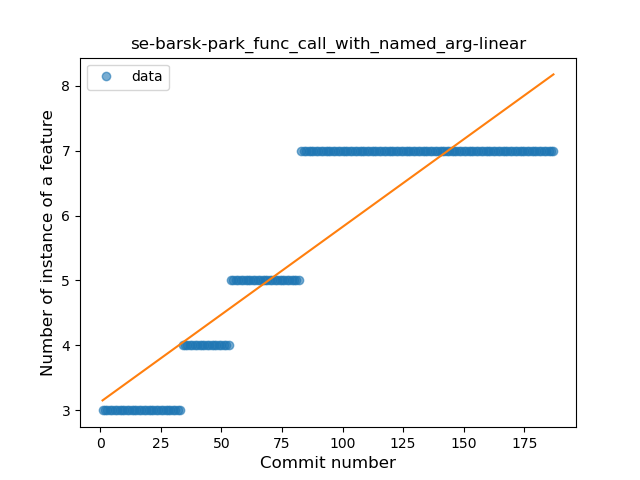 se-barsk-park_func_call_with_named_arg-linear
data
Number of instance of a feature
8
7
6
5
4
3
0 25 50 75 100 125 150 175
Commit number